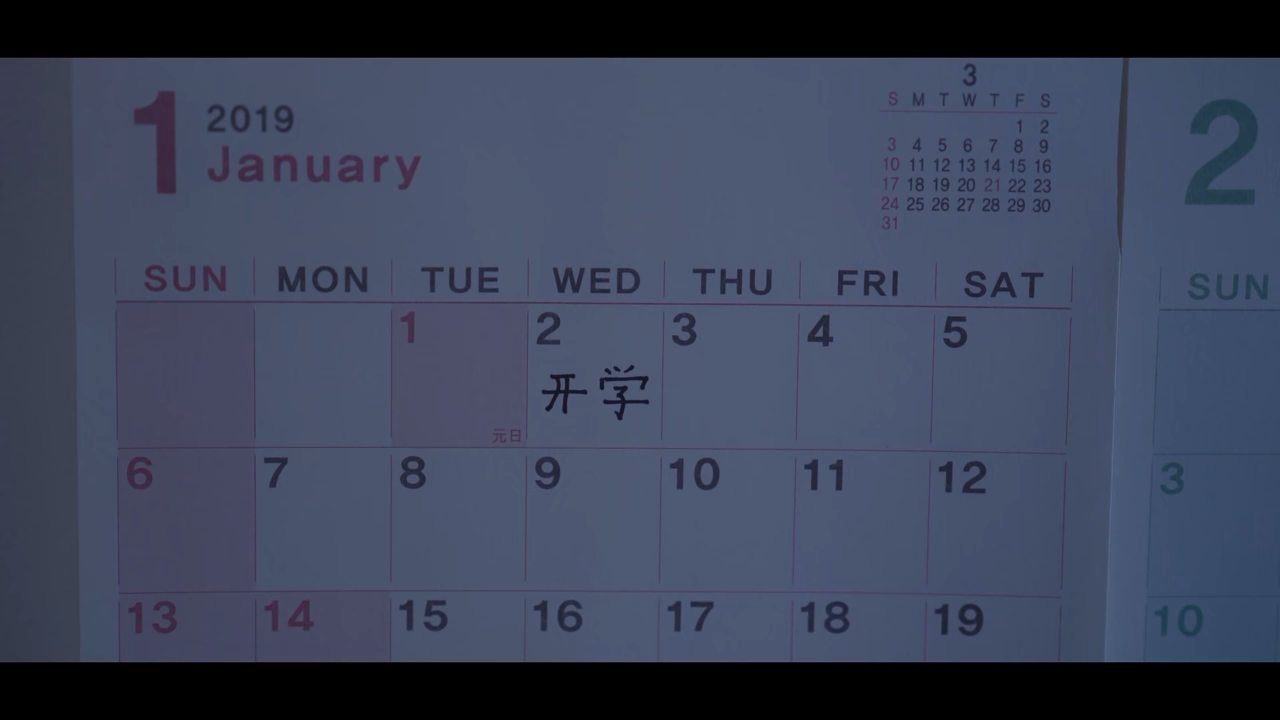 1 2019 January
3
S M T W T F S
1 2
3 4 5 6 7 8 9
10 11 12 13 14 15 16
17 18 19 20 21 22 23
24 25 26 27 28 29 30
31
2
SUN MON TUE WED THU FRI SAT
SUN
1 2 3 4 5
开学
元日
6 7 8 9 10 11 12
3
13 14 15 16 17 18 19
10